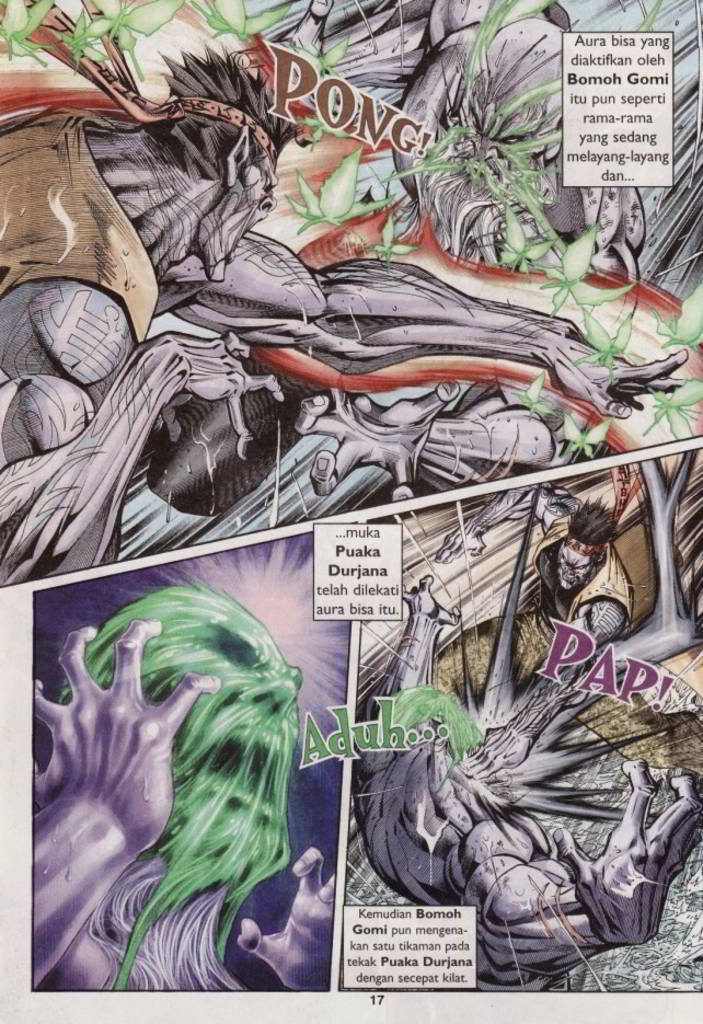 PONG!
Aura bisa yang
diaktifkan oleh
Bomoh Gomi
itu pun seperti
rama-rama
yang sedang
melayang-layang
dan...
...muka
Puaka
Durjana
telah dilekati
aura bisa itu.
Aduh...
PAP!
Kemudian Bomoh
Gomi pun mengena-
kan satu tikaman pada
tekak Puaka Durjana
dengan secepat kilat.
17